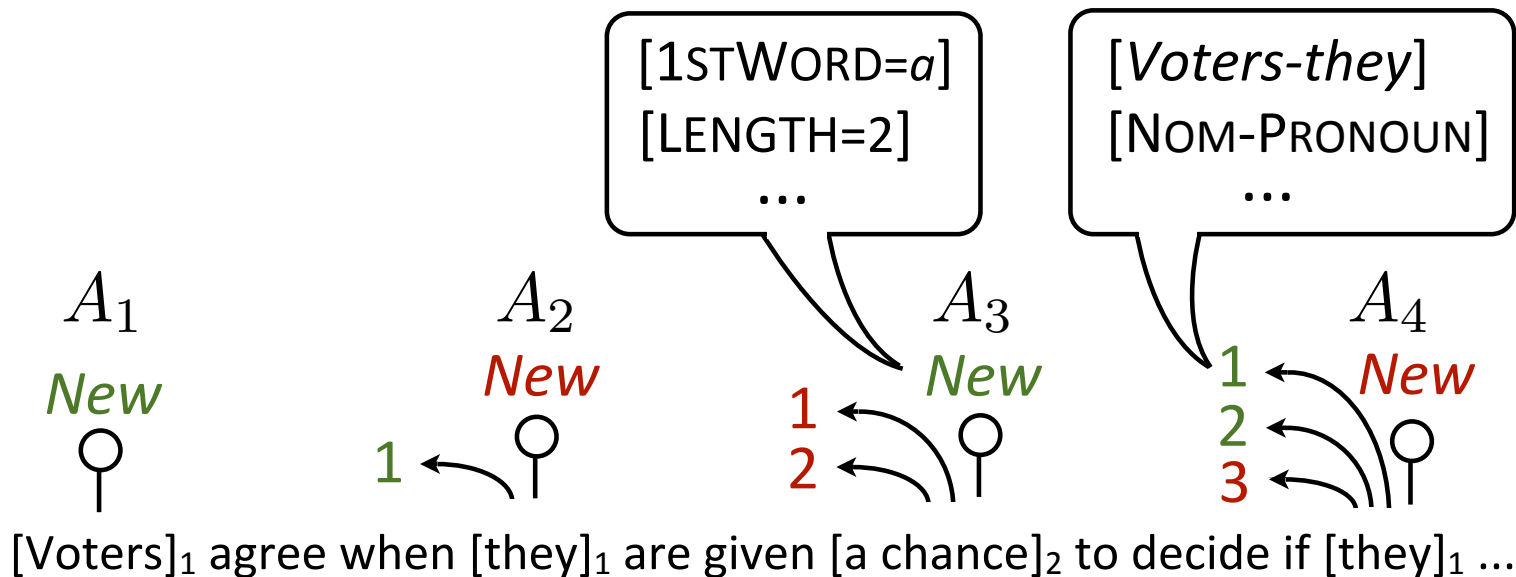 [1STWORD=a]
[LENGTH=2]
...
[Voters-they]
[NOM-PRONOUN]
...
A₁
A₂
A₃
A₄
New
New
New
New
1
1
2
1
2
3
[Voters]₁ agree when [they]₁ are given [a chance]₂ to decide if [they]₁ ...